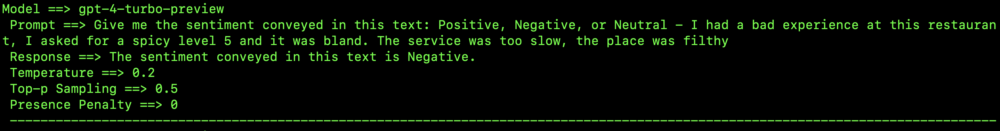 Model ==> gpt-4-turbo-preview
Prompt ==> Give me the sentiment conveyed in this text: Positive, Negative, or Neutral - I had a bad experience at this restauran
t, I asked for a spicy level 5 and it was bland. The service was too slow, the place was filthy
Response ==> The sentiment conveyed in this text is Negative.
Temperature ==> 0.2
Top-p Sampling ==> 0.5
Presence Penalty ==> 0
---------------------------------------------------------------------------------------------------------------------------------